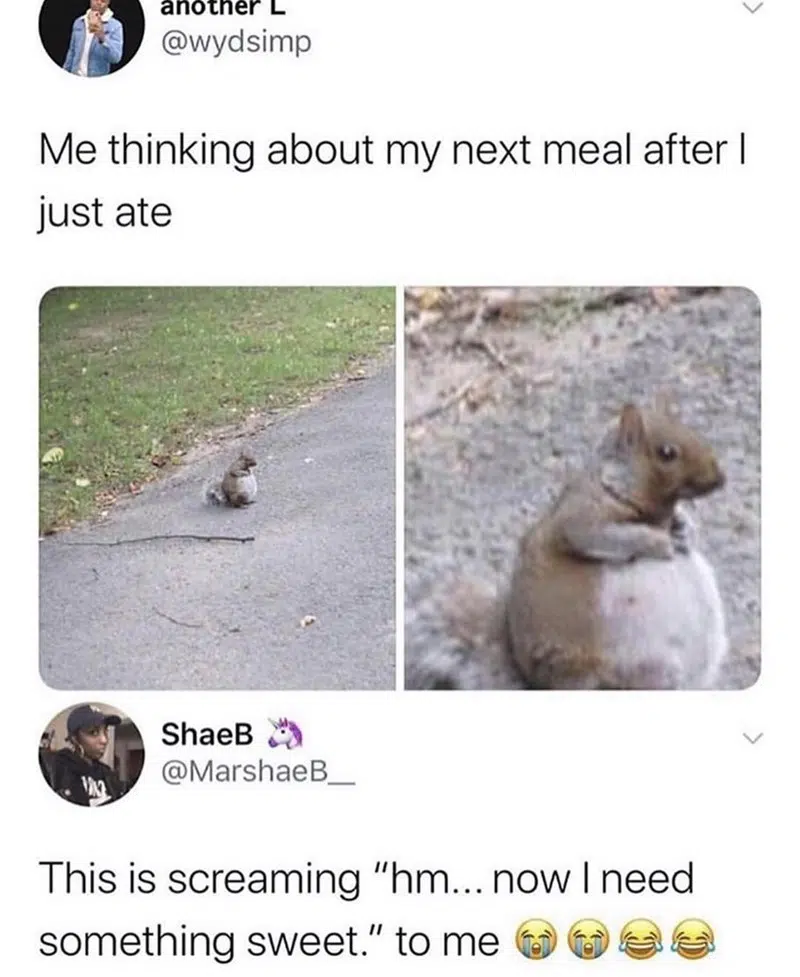 another L
@wydsimp
Me thinking about my next meal after I
just ate
ShaeB 🦄
@MarshaeB__
This is screaming "hm... now I need
something sweet." to me 😭😭😂😂